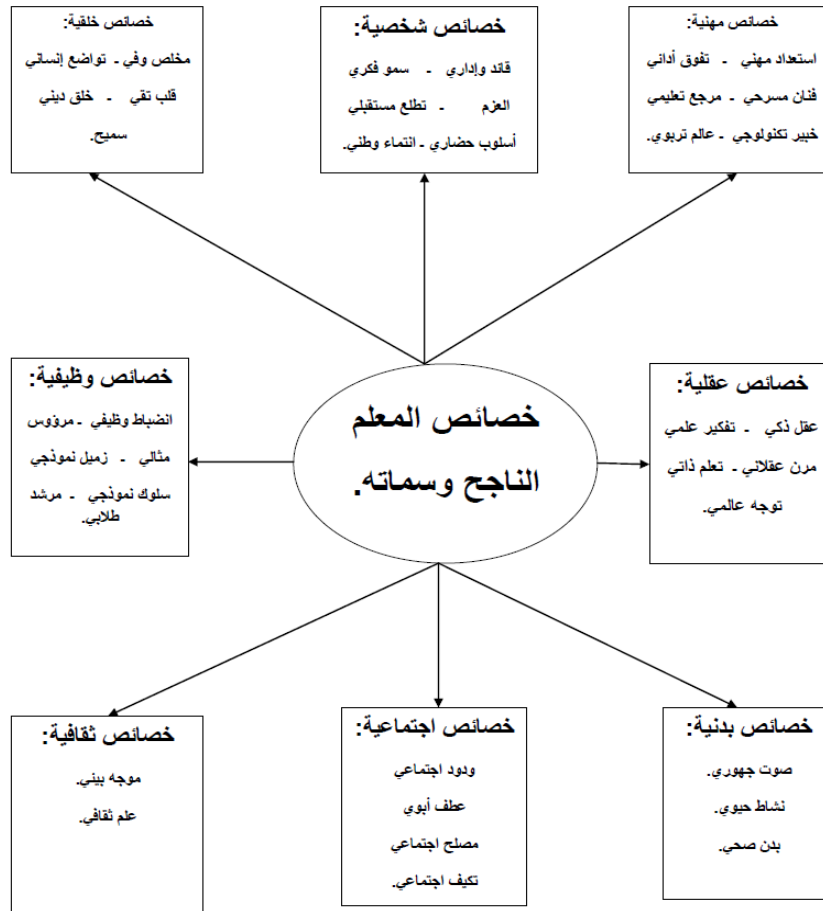 خصائص مهنية:
استعداد مهني - تفوق أداني
فنان مسرحي - مرجع تعليمي
خبير تكنولوجي - عالم تربوي.
خصائص شخصية:
قائد وإداري - سمو فكري
العزم - تطلع مستقبلي
أسلوب حضاري - انتماء وطني.
خصائص خلقية:
مخلص وفي - تواضع إنساني
قلب تقي - خلق ديني
سميح.
خصائص عقلية:
عقل ذكي - تفكير علمي
مرن عقلاني - تعلم ذاتي
توجه عالمي.
خصائص المعلم
الناجح وسماته.
خصائص وظيفية:
انضباط وظيفي - مرؤوس
مثالي - زميل نموذجي
سلوك نموذجي - مرشد
طلابي.
خصائص بدنية:
صوت جهوري.
نشاط حيوي.
بدن صحي.
خصائص اجتماعية:
ودود اجتماعي
عطف أبوي
مصلح اجتماعي
تكيف اجتماعي.
خصائص ثقافية:
موجه بيني.
علم ثقافي.